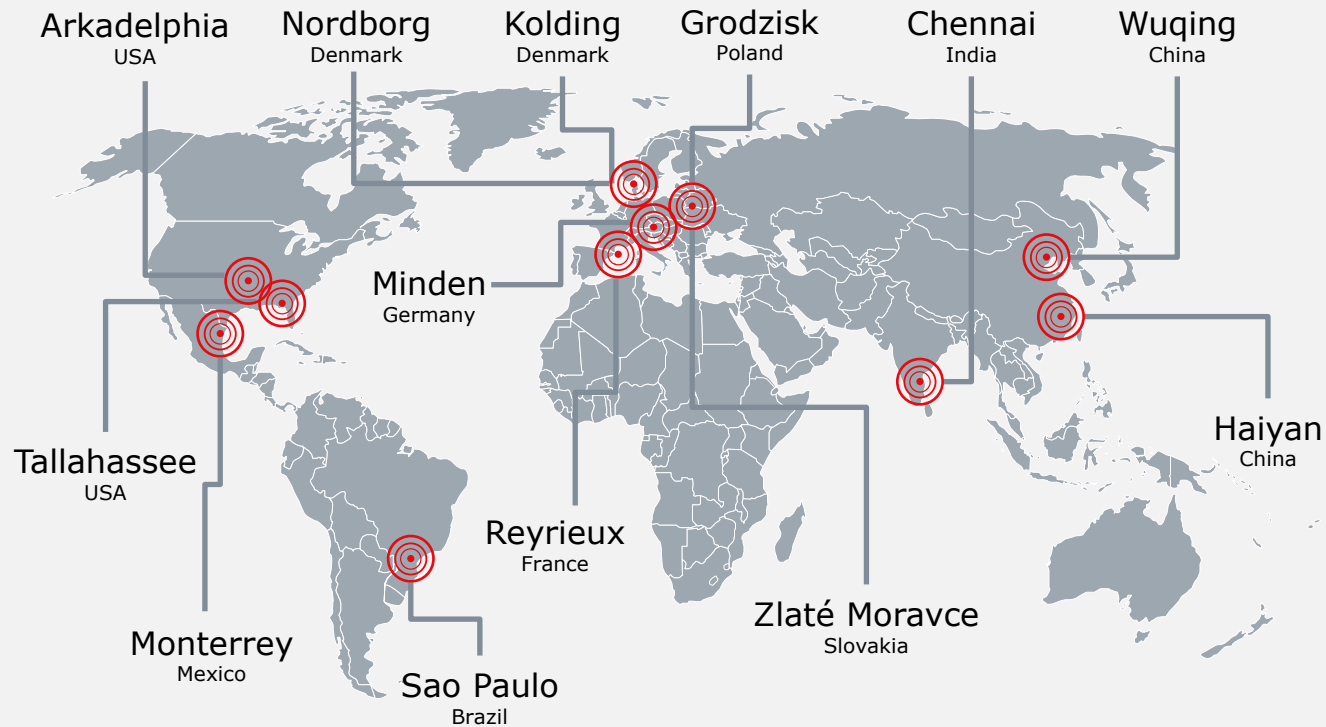 Arkadelphia
USA
Nordborg
Denmark
Kolding
Denmark
Grodzisk
Poland
Chennai
India
Wuqing
China
Minden
Germany
Tallahassee
USA
Haiyan
China
Reyrieux
France
Zlaté Moravce
Slovakia
Monterrey
Mexico
Sao Paulo
Brazil